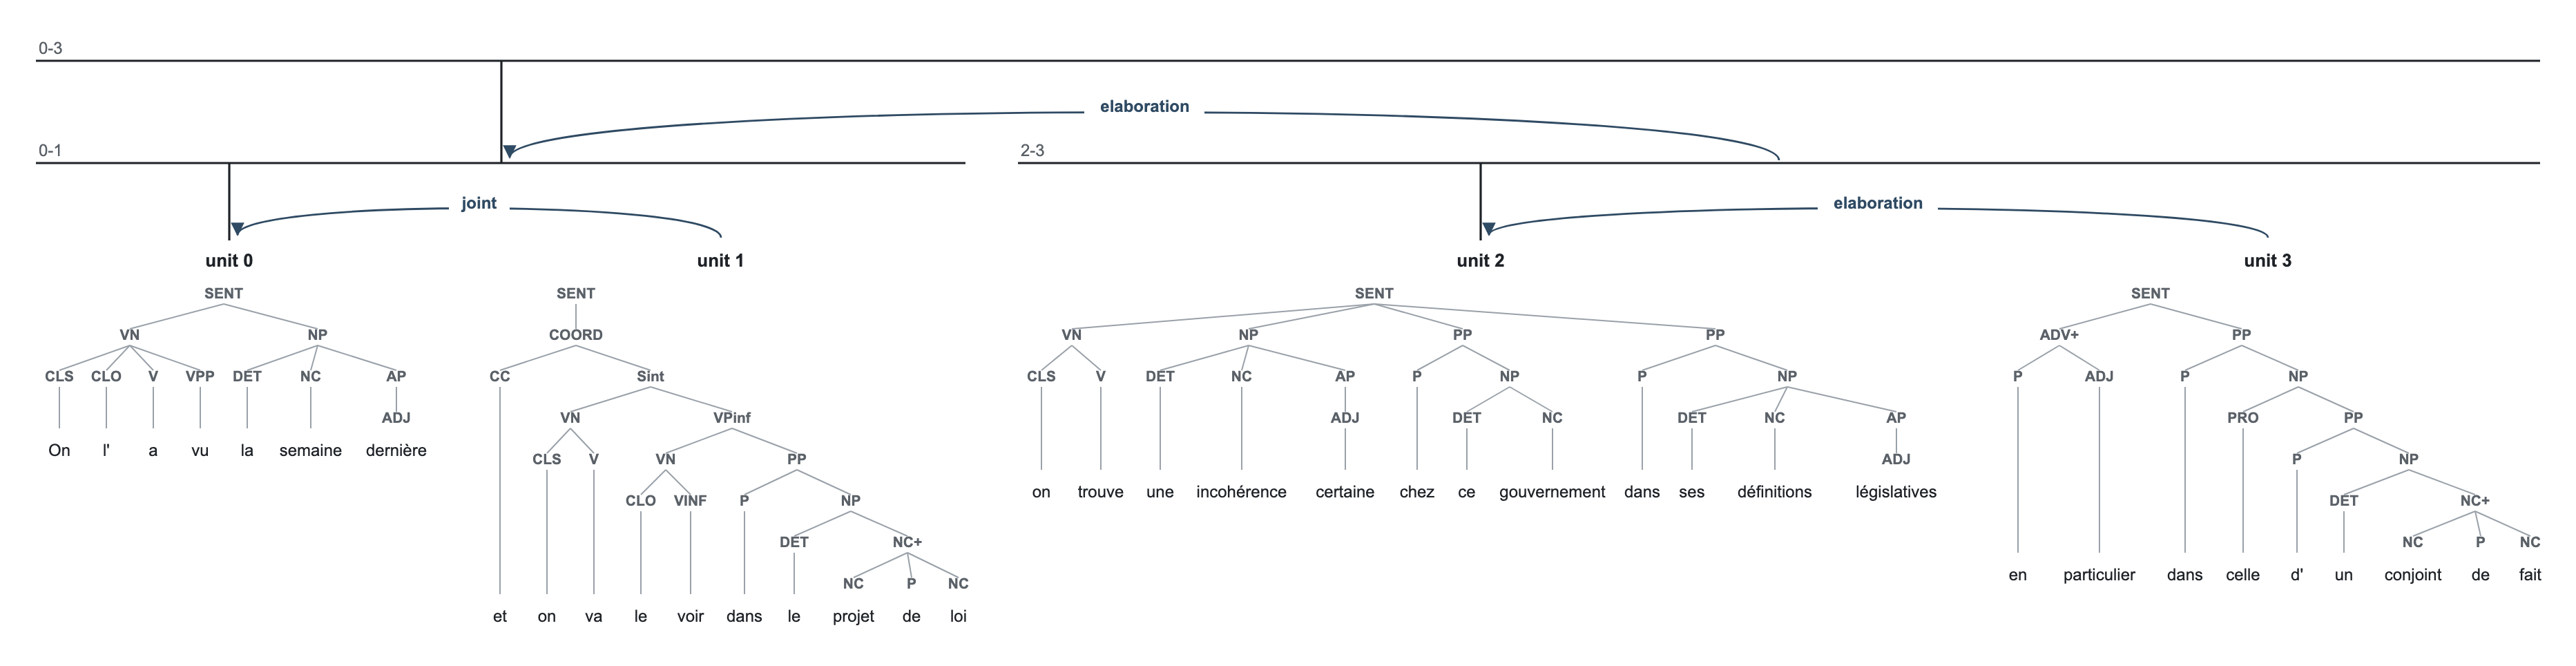 0-3
elaboration
0-1 2-3
joint elaboration
unit 0 unit 1 unit 2 unit 3
SENT SENT SENT SENT
VN NP COORD VN NP PP PP ADV+ PP
CLS CLO V VPP DET NC AP CC Sint CLS V DET NC AP P NP P NP P ADJ P NP
ADJ VN VPinf ADJ DET NC DET NC AP PRO PP
On l' a vu la semaine dernière CLS V VN PP ADJ P NP
on trouve une incohérence certaine chez ce gouvernement dans ses définitions législatives
CLO VINF P NP DET NC+
DET NC+ NC P NC
en particulier dans celle d' un conjoint de fait
NC P NC
et on va le voir dans le projet de loi